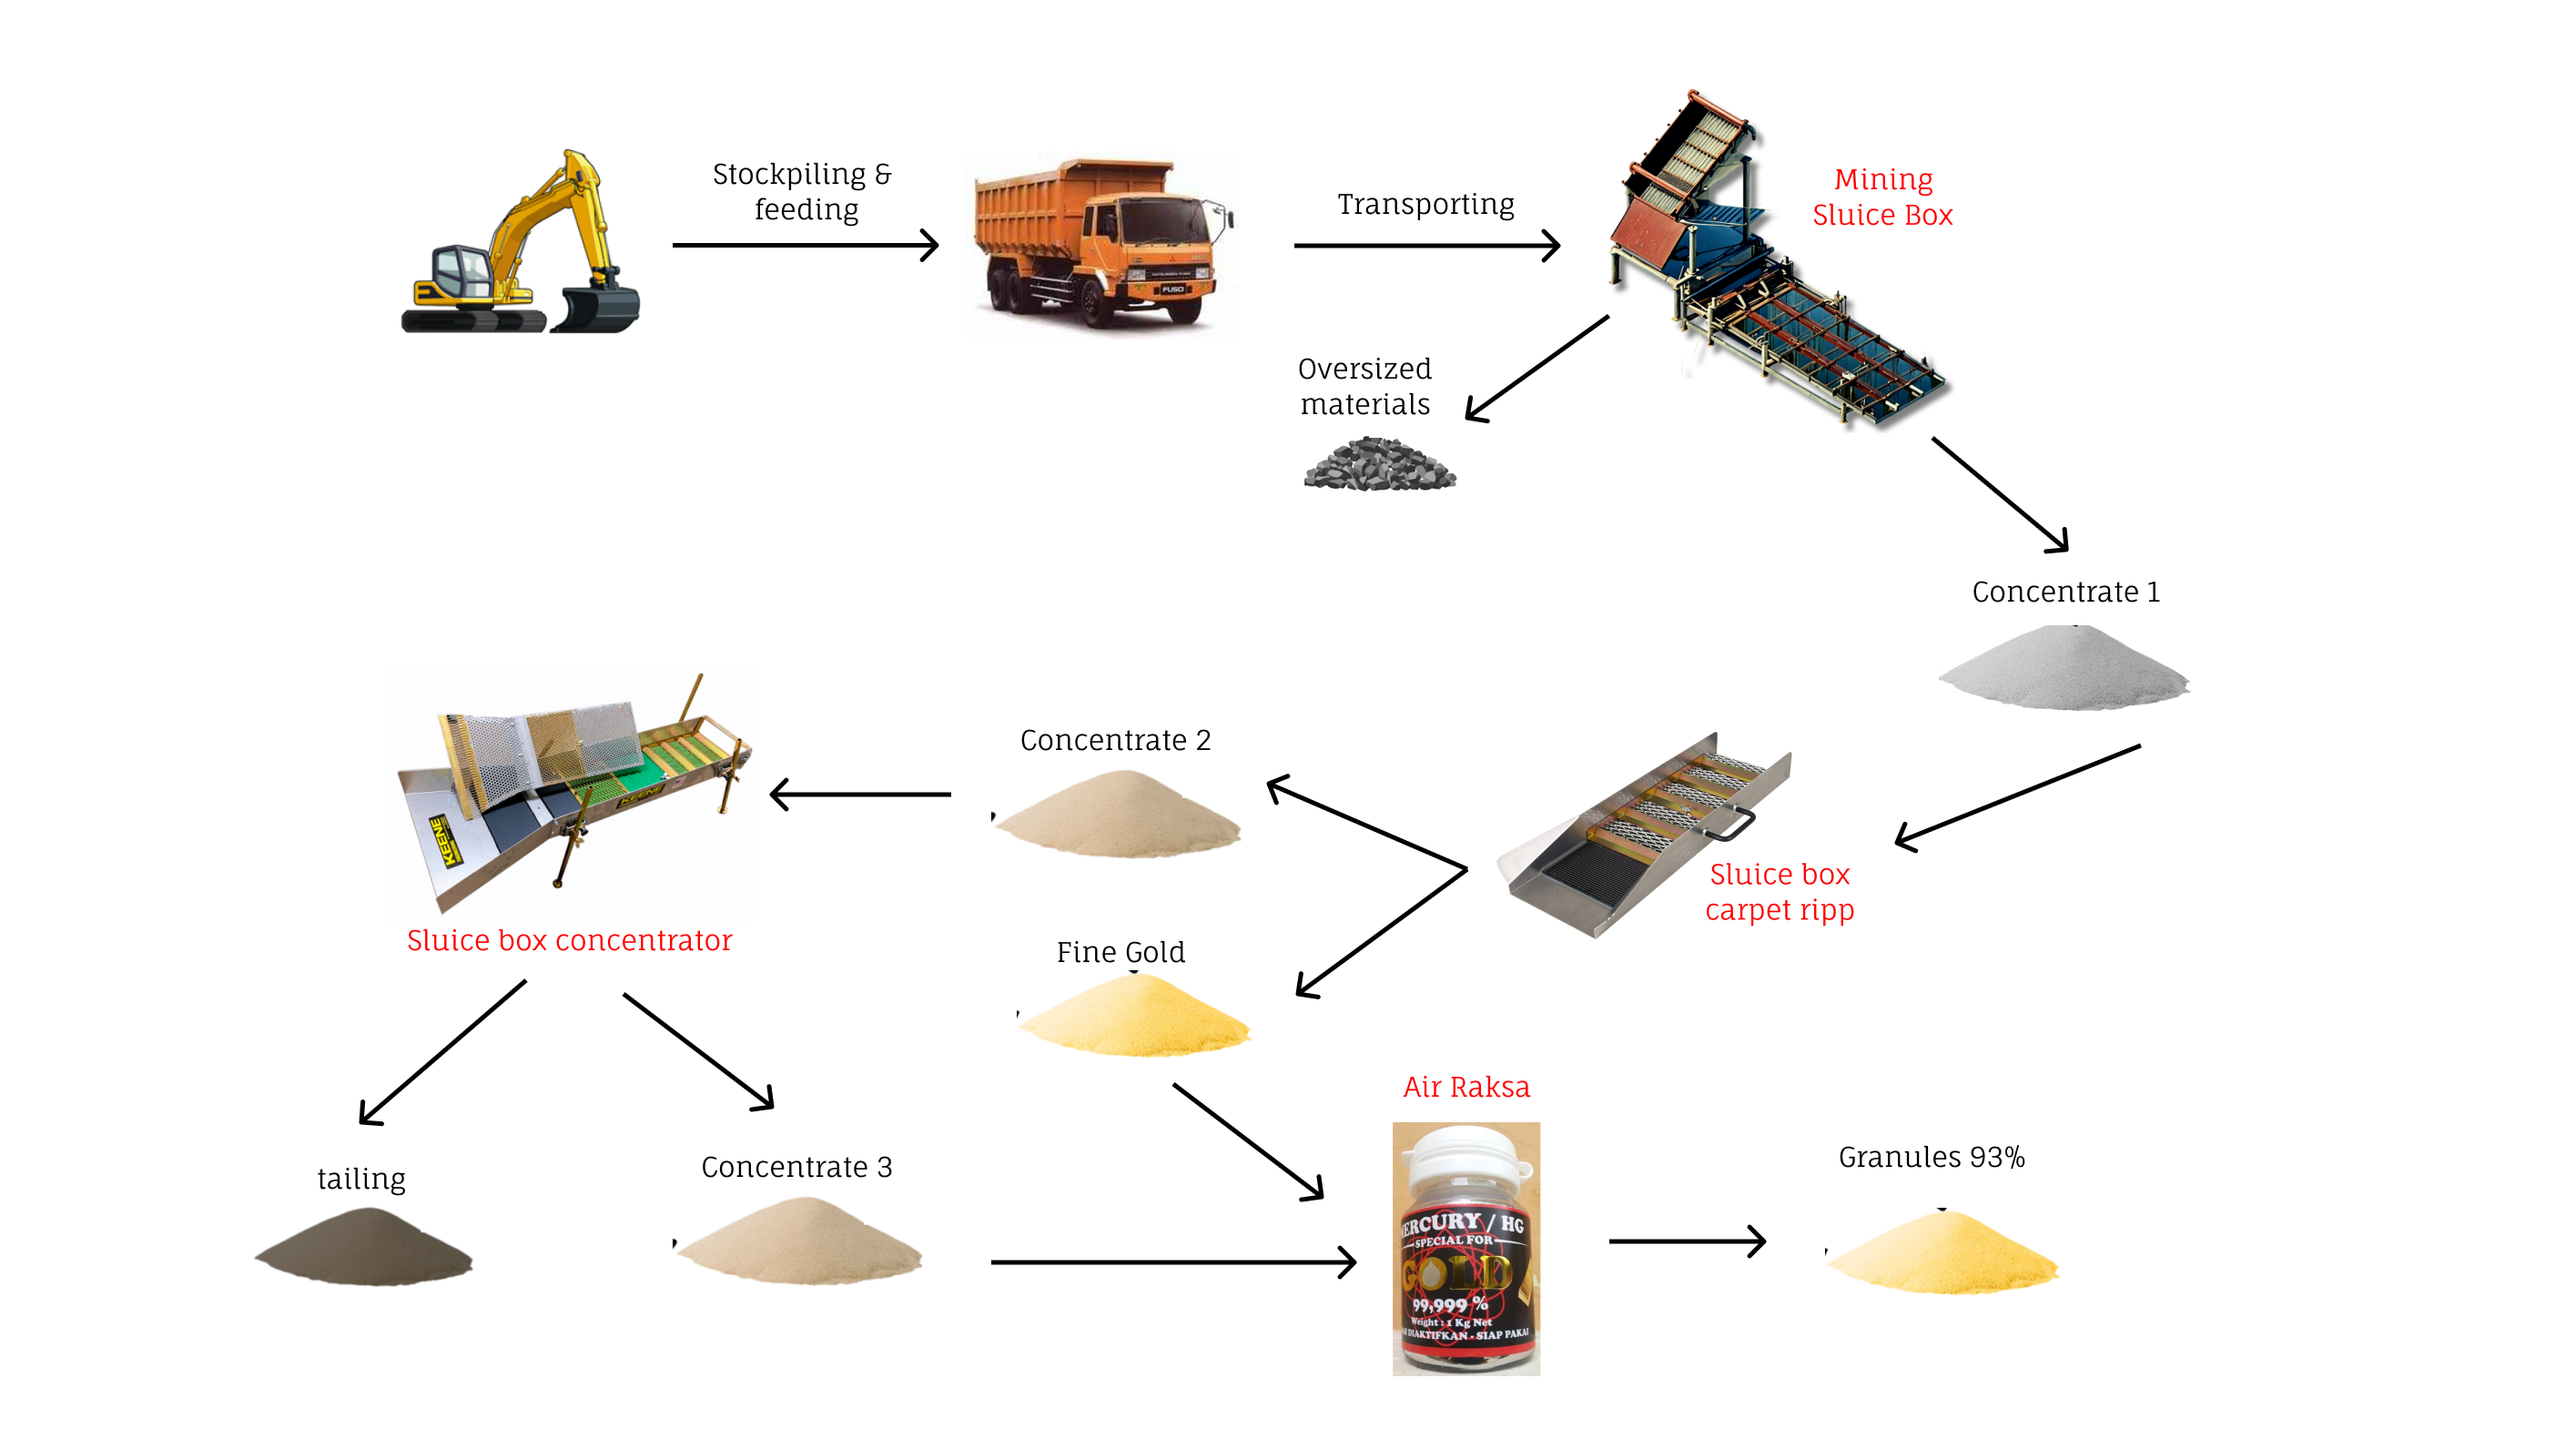 Stockpiling &
feeding
Transporting
Mining
Sluice Box
FUSO
Oversized
materials
Concentrate 1
Concentrate 2
KEENE
KEENE
Sluice box
carpet ripp
Sluice box concentrator
Fine Gold
Air Raksa
tailing
Concentrate 3
Granules 93%
ERCURY / HG
SPECIAL FOR
GOLD
99,999 %
Weight : 1 Kg Net
DIAKTIFKAN - SIAP PAKAI